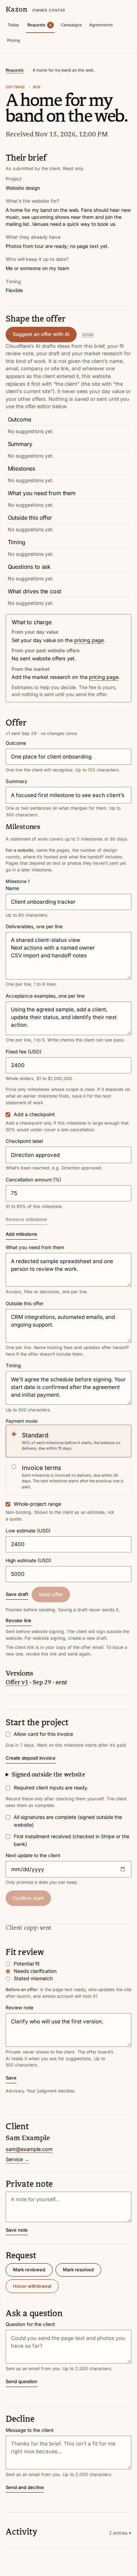 Kazon OWNER CENTER
Today Requests 4 Campaigns Agreements
Pricing
Requests A home for my band on the web.
SOFTWARE · NEW
A home for my
band on the web.
Received Nov 15, 2026, 12:00 PM
Their brief
As submitted by the client. Read only.
Project
Website design
What's the website for?
A home for my band on the web. Fans should hear new
music, see upcoming shows near them and join the
mailing list. Venues need a quick way to book us.
What they already have
Photos from tour are ready; no page text yet.
Who will keep it up to date?
Me or someone on my team
Timing
Flexible
Shape the offer
Suggest an offer with AI Undo
Cloudflare's AI drafts ideas from this brief, your fit
review note, your draft and your market research for
this kind of work. It is not given the client's name,
email, company or site link, and wherever one
appears as the client entered it, this website
replaces it with "the client" (the site link with "the
client's current site"). It never sees your default value or
your other offers. Nothing is saved or sent until you
use the offer editor below.
Outcome
No suggestions yet.
Summary
No suggestions yet.
Milestones
No suggestions yet.
What you need from them
No suggestions yet.
Outside this offer
No suggestions yet.
Timing
No suggestions yet.
Questions to ask
No suggestions yet.
What drives the cost
No suggestions yet.
What to charge
From your day value
Set your day value on the pricing page.
From your past website offers
No sent website offers yet.
From the market
Add the market research on the pricing page.
Estimates to help you decide. The fee is yours,
and nothing is sent until you send the offer.
Offer
v1 sent Sep 29 · no changes since
Outcome
One place for client onboarding.
One line the client will recognise. Up to 120 characters.
Summary
A focused first milestone to see each client's
One or two sentences on what changes for them. Up to
300 characters.
Milestones
A statement of work covers up to 3 milestones or 90 days.
For a website, name the pages, the number of design
rounds, where it's hosted and what the handoff includes.
Pages that depend on text or photos they haven't sent yet
go in a later milestone.
Milestone 1
Name
Client onboarding tracker
Up to 80 characters.
Deliverables, one per line
A shared client-status view
Next actions with a named owner
CSV import and handoff notes
One per line, 1 to 8 lines.
Acceptance examples, one per line
Using the agreed sample, add a client,
update their status, and identify their next
action.
One per line, 1 to 5. Write checks the client can see pass.
Fixed fee (USD)
2400
Whole dollars, $1 to $1,000,000.
Price only milestones whose scope is clear. If it depends on
what an earlier milestone finds, save it for the next
statement of work.
Add a checkpoint
Add a checkpoint only if this milestone is large enough that
50% would under-cover a late cancellation.
Checkpoint label
Direction approved
What's been reached, e.g. Direction approved.
Cancellation amount (%)
75
51 to 95% of this milestone.
Remove milestone
Add milestone
What you need from them
A redacted sample spreadsheet and one
person to review the work.
Access, files or decisions, one per line.
Outside this offer
CRM integrations, automated emails, and
ongoing support.
One per line. Name hosting fees and updates after handoff
here if the offer doesn't include them.
Timing
We'll agree the schedule before signing. Your
start date is confirmed after the agreement
and initial payment.
Up to 500 characters.
Payment mode
Standard
50% of each milestone before it starts, the balance on
delivery, due within 15 days.
Invoice terms
Each milestone is invoiced on delivery, due within 30
days. The next milestone starts after the previous one is
paid.
Whole-project range
Non-binding. Shown to the client as an estimate, not
a quote.
Low estimate (USD)
2400
High estimate (USD)
5000
Save draft Send offer
Preview before sending. Saving a draft never sends it.
Revoke link
Sent before website signing. The client will sign outside the
website. For website signing, create a new draft.
The client's link is only in your copy of the email. To issue a
new one, revoke this link and send again.
Versions
Offer v1 · Sep 29 · sent
Start the project
Allow card for this invoice
Due in 7 days. Work on this milestone starts after it's paid.
Create deposit invoice
Signed outside the website
Required client inputs are ready.
Record these only after checking them yourself. The client
sees them as complete.
All signatures are complete (signed outside the
website)
First installment received (checked in Stripe or the
bank)
Next update to the client
mm/dd/yyyy
Only promise a date you can keep.
Confirm start
Client copy: sent
Fit review
Potential fit
Needs clarification
Stated mismatch
Before an offer: is the page text ready, who updates the site
after launch, and whose account will host it?
Review note
Clarify who will use the first version.
Private: never shown to the client. The offer board's
AI reads it when you ask for suggestions. Up to
500 characters.
Save
Advisory. Your judgment decides.
Client
Sam Example
sam@example.com
Service →
Private note
A note for yourself...
Save note
Request
Mark reviewed Mark resolved
Honor withdrawal
Ask a question
Question for the client
Could you send the page text and photos you
have so far?
Sent as an email from you. Up to 2,000 characters.
Send question
Decline
Message to the client
Thanks for the brief. This isn't a fit for me
right now because...
Sent as an email from you. Up to 2,000 characters.
Send and decline
Activity 2 entries